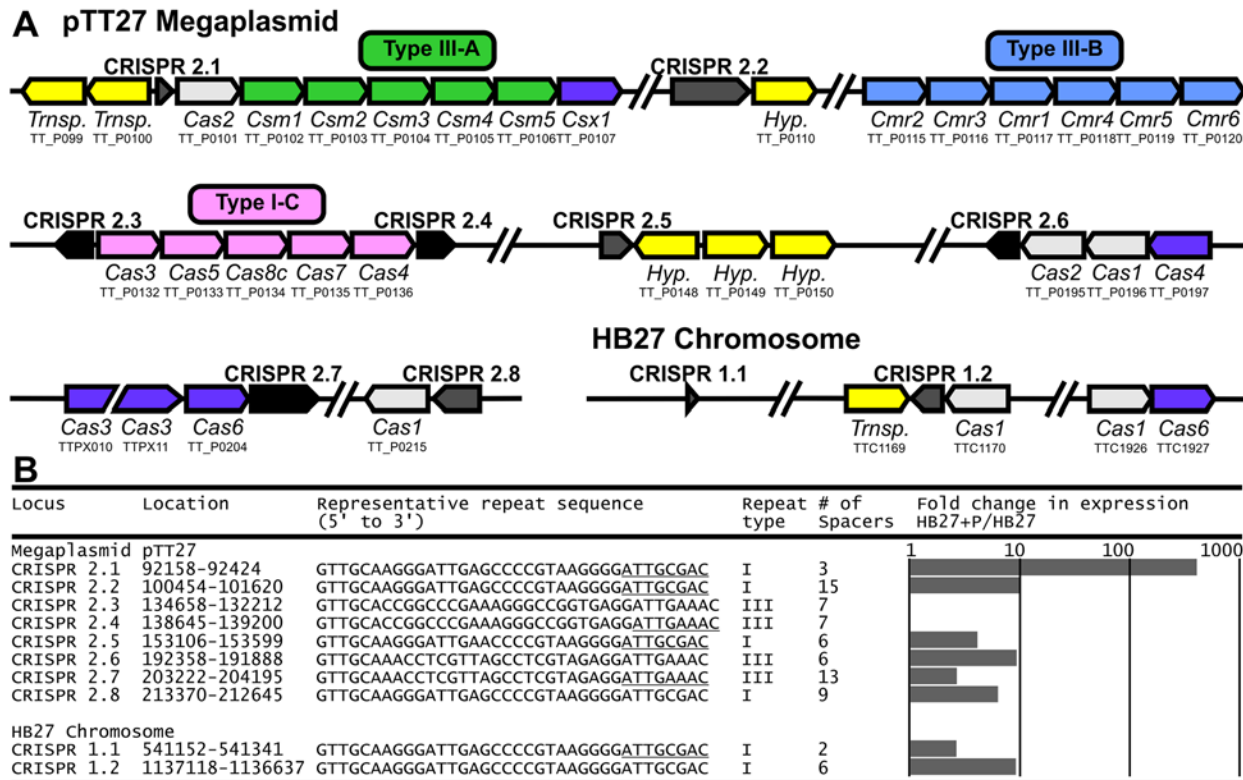 A pTT27 Megaplasmid
Type III-A Type III-B
CRISPR 2.1 CRISPR 2.2
Trnsp. Trnsp. Cas2 Csm1 Csm2 Csm3 Csm4 Csm5 Csx1 Hyp. Cmr2 Cmr3 Cmr1 Cmr4 Cmr5 Cmr6
TT_P099 TT_P0100 TT_P0101 TT_P0102 TT_P0103 TT_P0104 TT_P0105 TT_P0106 TT_P0107 TT_P0110 TT_P0115 TT_P0116 TT_P0117 TT_P0118 TT_P0119 TT_P0120
Type I-C
CRISPR 2.3 CRISPR 2.4 CRISPR 2.5 CRISPR 2.6
Cas3 Cas5 Cas8c Cas7 Cas4 Hyp. Hyp. Hyp. Cas2 Cas1 Cas4
TT_P0132 TT_P0133 TT_P0134 TT_P0135 TT_P0136 TT_P0148 TT_P0149 TT_P0150 TT_P0195 TT_P0196 TT_P0197
HB27 Chromosome
CRISPR 2.7 CRISPR 2.8 CRISPR 1.1 CRISPR 1.2
Cas3 Cas3 Cas6 Cas1 Trnsp. Cas1 Cas1 Cas6
TTPX010 TTPX11 TT_P0204 TT_P0215 TTC1169 TTC1170 TTC1926 TTC1927
B
Locus Location Representative repeat sequence Repeat # of Fold change in expression
(5' to 3') type Spacers HB27+P/HB27
Megaplasmid pTT27 1 10 100 1000
CRISPR 2.1 92158-92424 GTTGCAAGGGATTGAGCCCCGTAAGGGGATTGCGAC I 3
CRISPR 2.2 100454-101620 GTTGCAAGGGATTGAGCCCCGTAAGGGGATTGCGAC I 15
CRISPR 2.3 134658-132212 GTTGCACCGGCCCGAAAGGGCCGGTGAGGATTGAAAC III 7
CRISPR 2.4 138645-139200 GTTGCACCGGCCCGAAAGGGCCGGTGAGGATTGAAAC III 7
CRISPR 2.5 153106-153599 GTTGCAAGGGATTGAACCCCGTAAGGGGATTGCGAC I 6
CRISPR 2.6 192358-191888 GTTGCAAACCTCGTTAGCCTCGTAGAGGATTGAAAC III 6
CRISPR 2.7 203222-204195 GTTGCAAACCTCGTTAGCCTCGTAGAGGATTGAAAC III 13
CRISPR 2.8 213370-212645 GTTGCAAGGGATTGAGCCCCGTAAGGGGATTGCGAC I 9
HB27 Chromosome
CRISPR 1.1 541152-541341 GTTGCAAGGGATTGAGCCCCGTAAGGGGATTGCGAC I 2
CRISPR 1.2 1137118-1136637 GTTGCAAGGGATTGAGCCCCGTAAGGGGATTGCGAC I 6